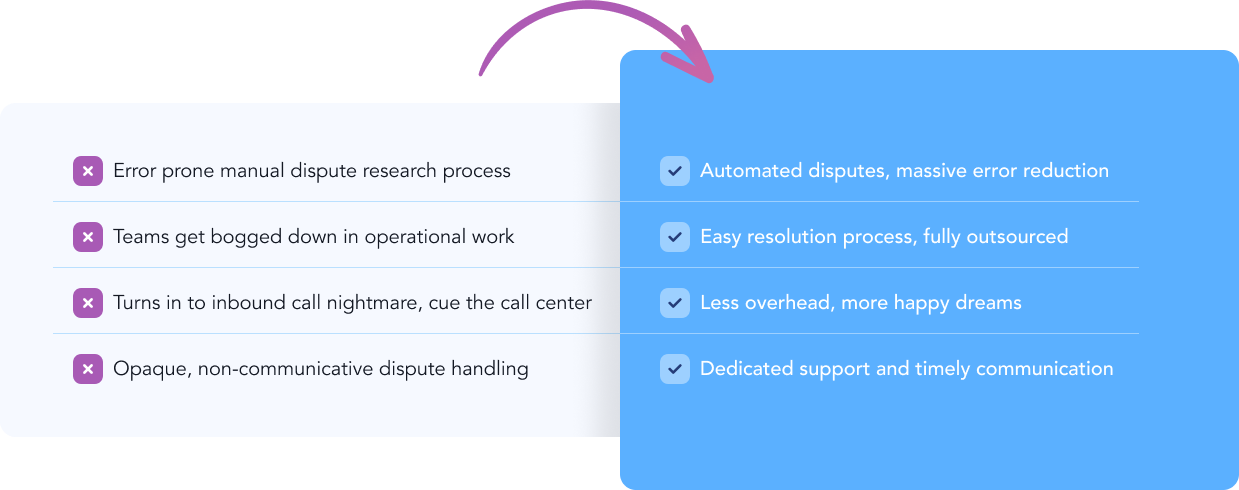 Error prone manual dispute research process
Automated disputes, massive error reduction
Teams get bogged down in operational work
Easy resolution process, fully outsourced
Turns in to inbound call nightmare, cue the call center
Less overhead, more happy dreams
Opaque, non-communicative dispute handling
Dedicated support and timely communication